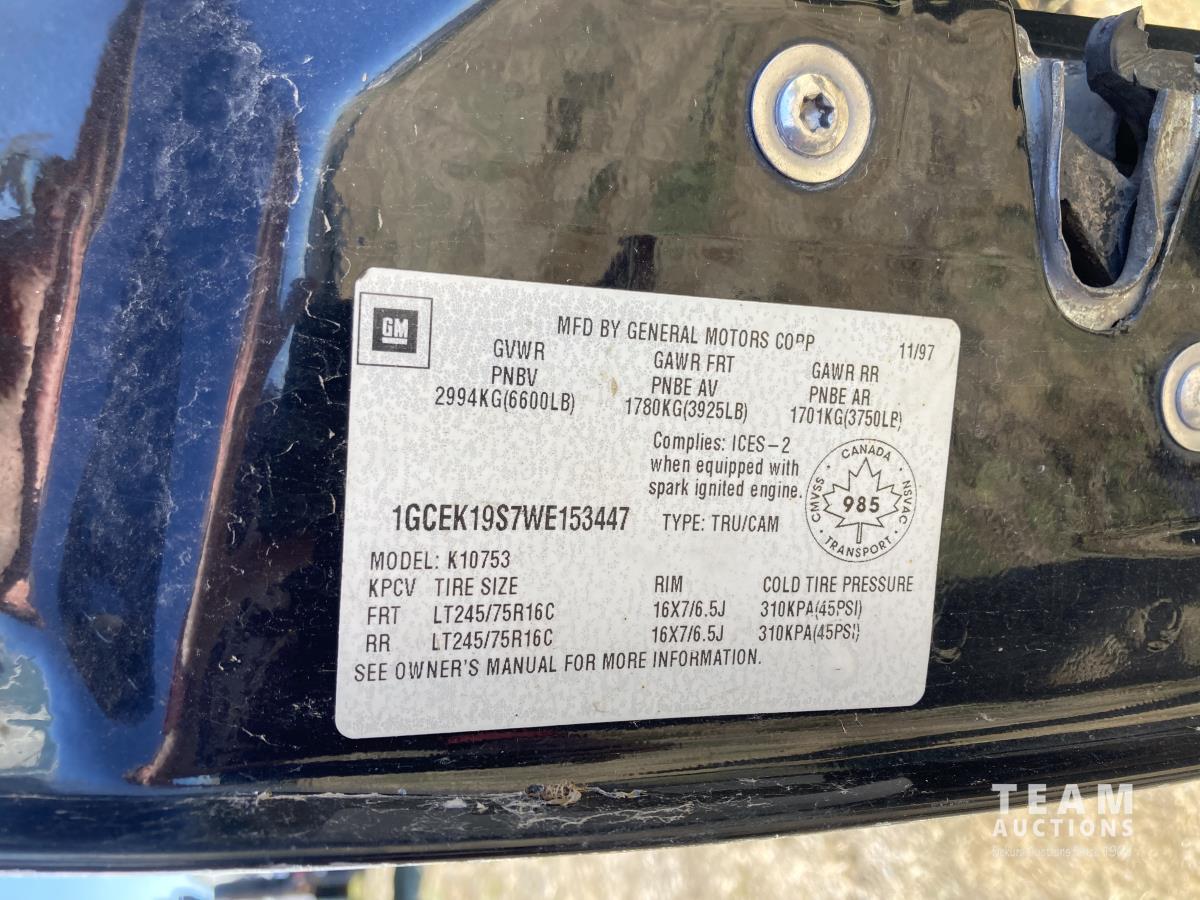 GM
MFD BY GENERAL MOTORS CORP 11/97
GVWR GAWR FRT GAWR RR
PNBV PNBE AV PNBE AR
2994KG(6600LB) 1780KG(3925LB) 1701KG(3750LB)
Complies: ICES-2
when equipped with
spark ignited engine.
CANADA
CMVSS 985 NSVAC
TRANSPORT
1GCEK19S7WE153447 TYPE: TRU/CAM
MODEL: K10753
KPCV TIRE SIZE RIM COLD TIRE PRESSURE
FRT LT245/75R16C 16X7/6.5J 310KPA(45PSI)
RR LT245/75R16C 16X7/6.5J 310KPA(45PSI)
SEE OWNER'S MANUAL FOR MORE INFORMATION.
TEAM
AUCTIONS